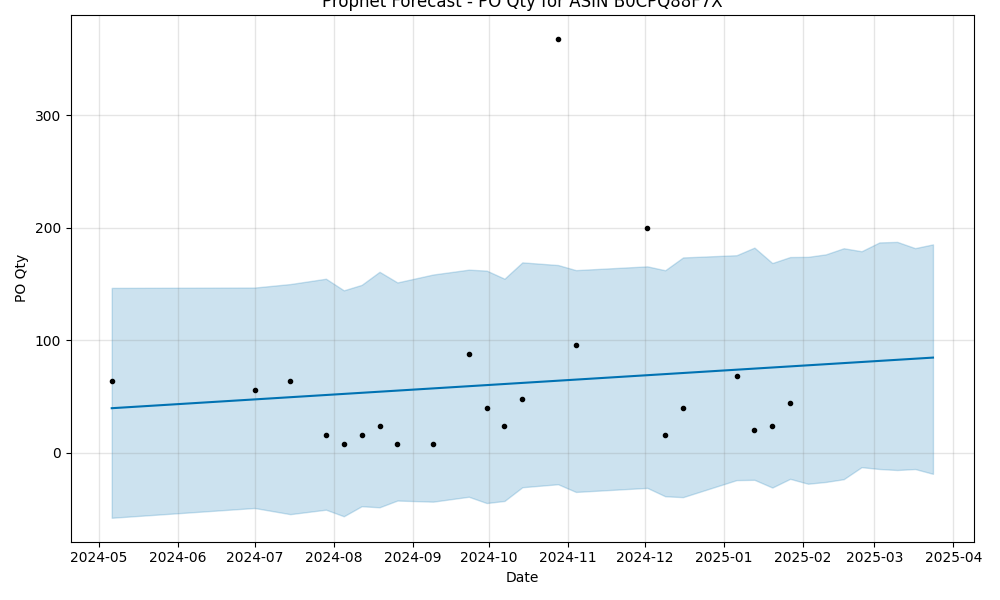 Prophet Forecast - PO Qty for ASIN B0CPQ88F7X
300
200
100
0
PO Qty
2024-05 2024-06 2024-07 2024-08 2024-09 2024-10 2024-11 2024-12 2025-01 2025-02 2025-03 2025-04
Date